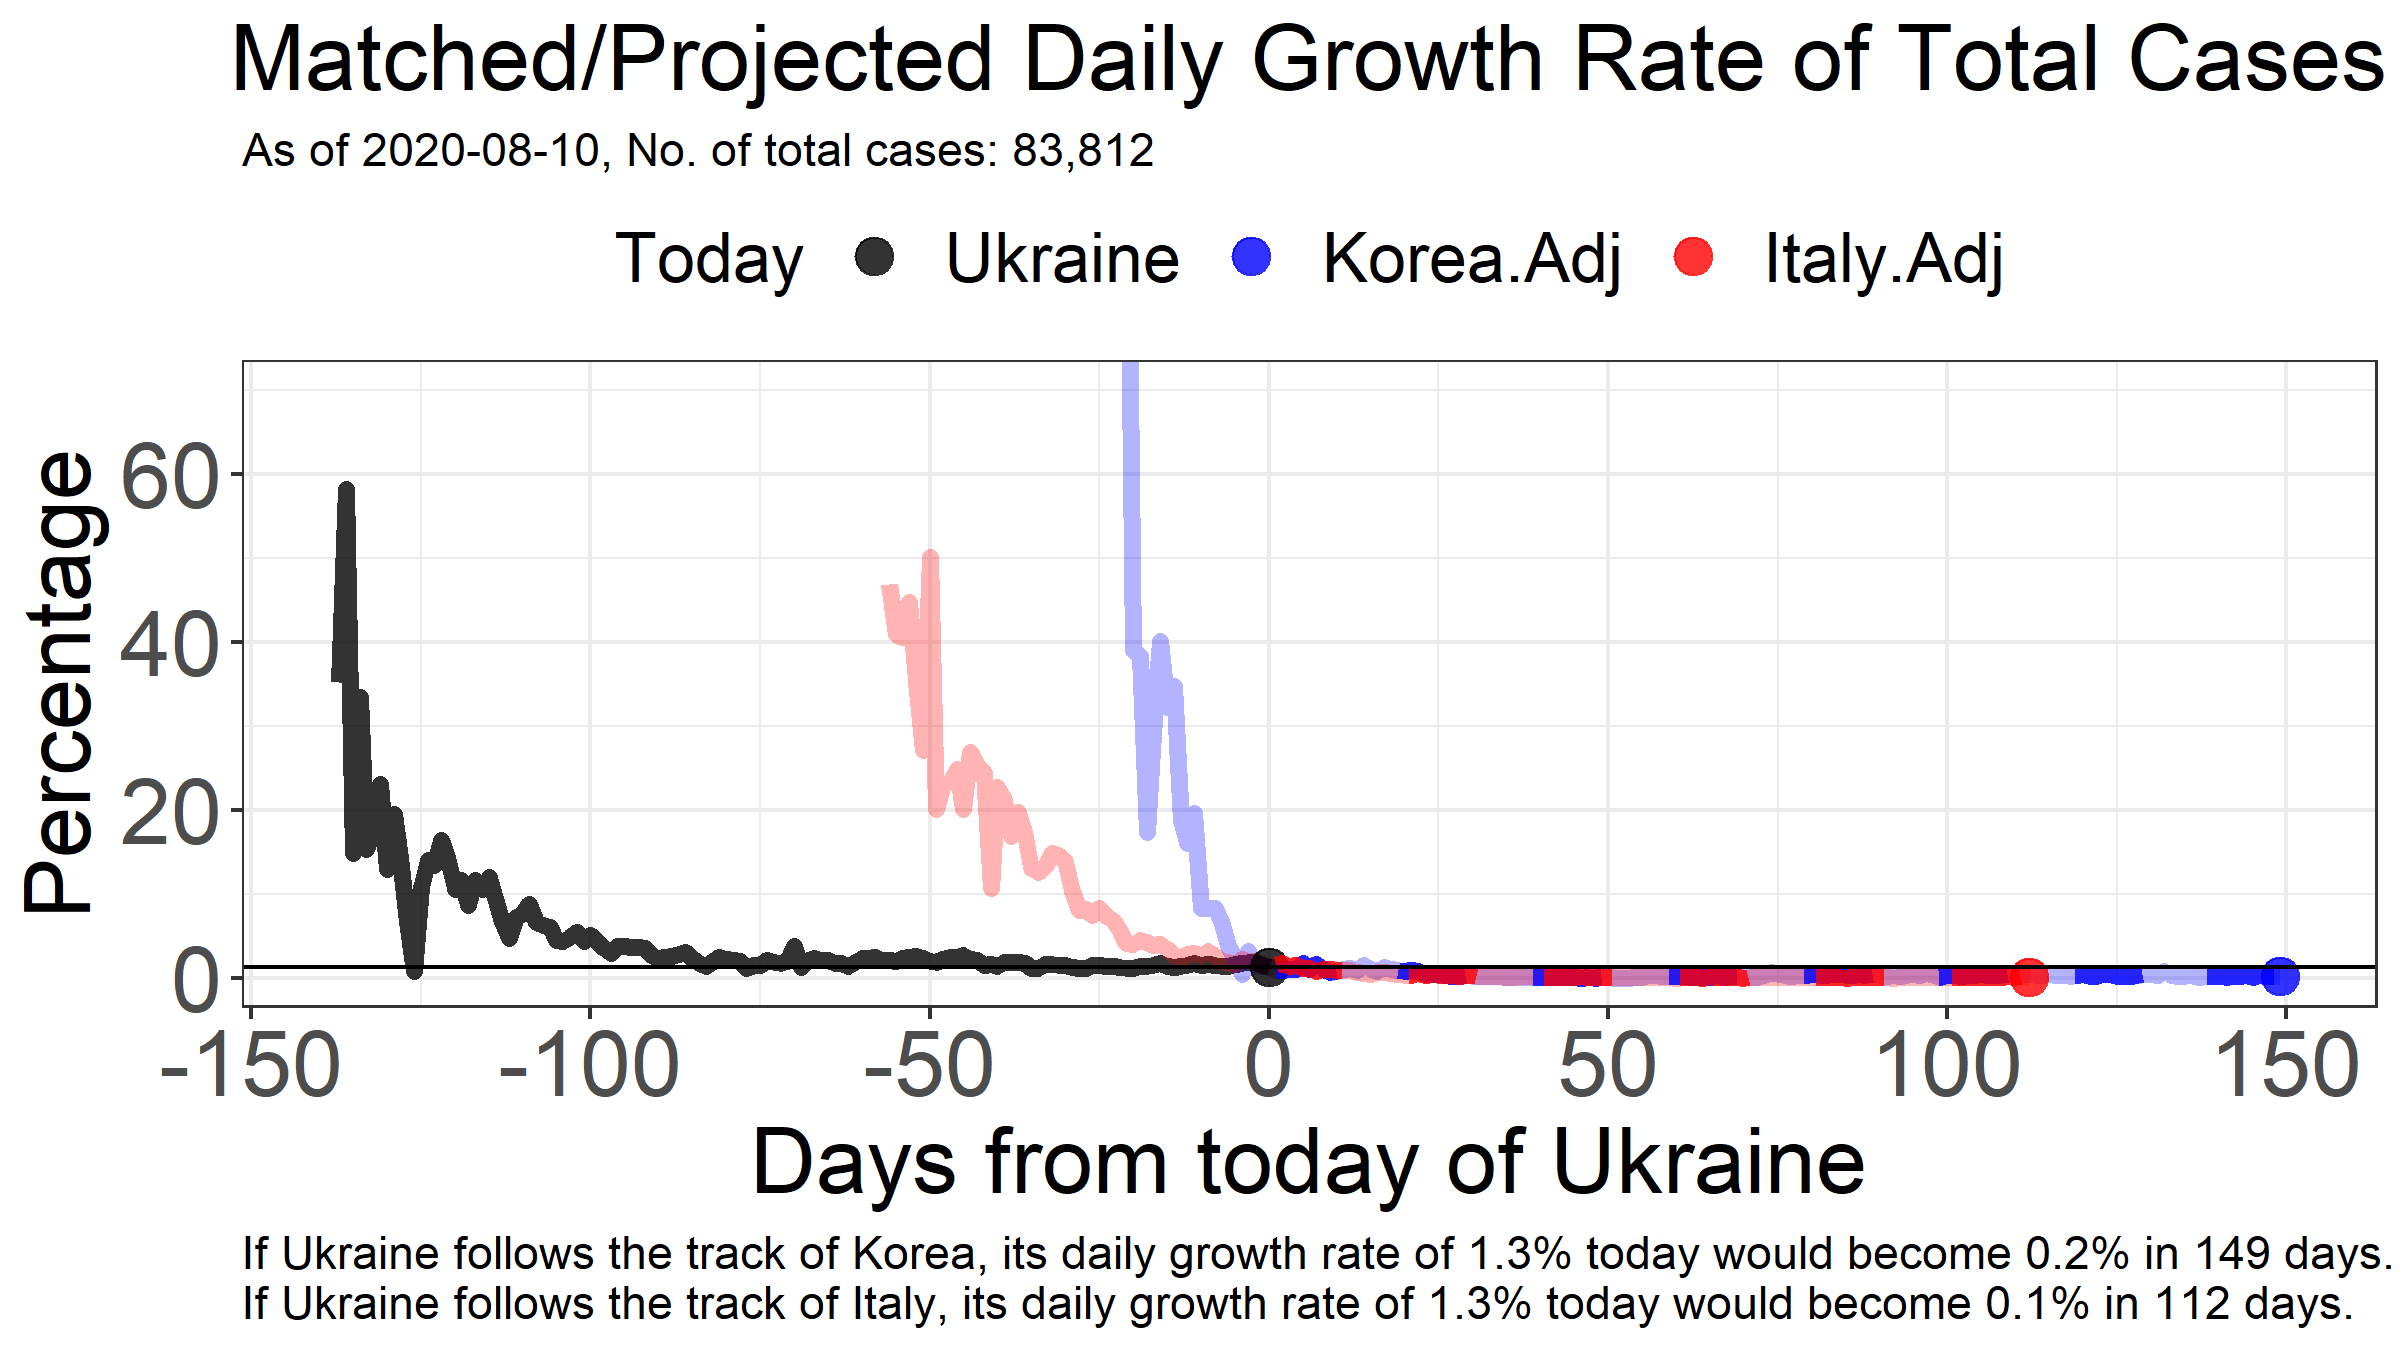 Matched/Projected Daily Growth Rate of Total Cases
As of 2020-08-10, No. of total cases: 83,812
Today Ukraine Korea.Adj Italy.Adj
Percentage
60
40
20
0
-150 -100 -50 0 50 100 150
Days from today of Ukraine
If Ukraine follows the track of Korea, its daily growth rate of 1.3% today would become 0.2% in 149 days.
If Ukraine follows the track of Italy, its daily growth rate of 1.3% today would become 0.1% in 112 days.